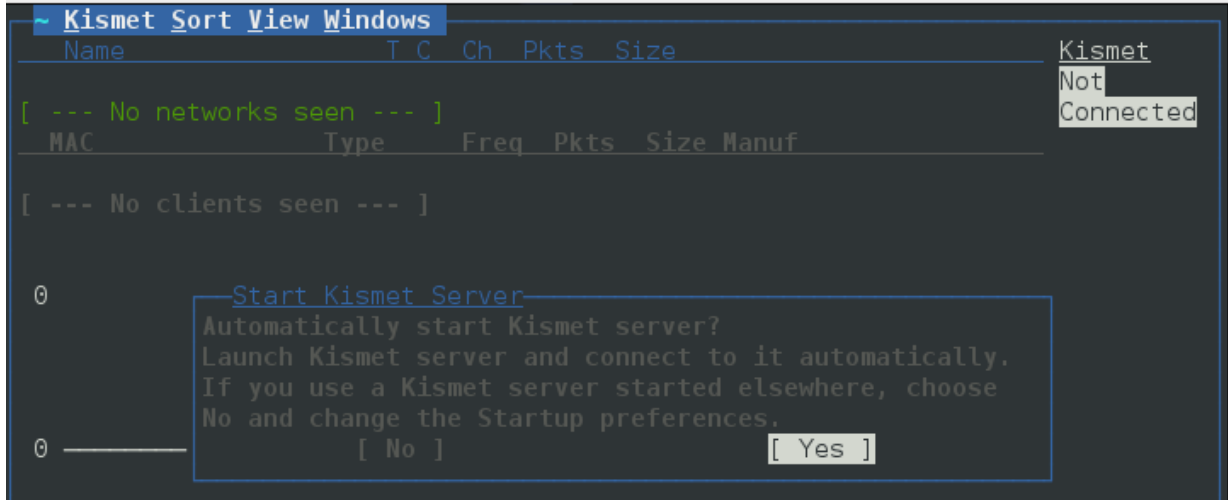 ~ Kismet Sort View Windows
Name T C Ch Pkts Size
Kismet
Not
Connected
[ --- No networks seen --- ]
MAC Type Freq Pkts Size Manuf
[ --- No clients seen --- ]
0
Start Kismet Server
Automatically start Kismet server?
Launch Kismet server and connect to it automatically.
If you use a Kismet server started elsewhere, choose
No and change the Startup preferences.
[ No ] [ Yes ]
0